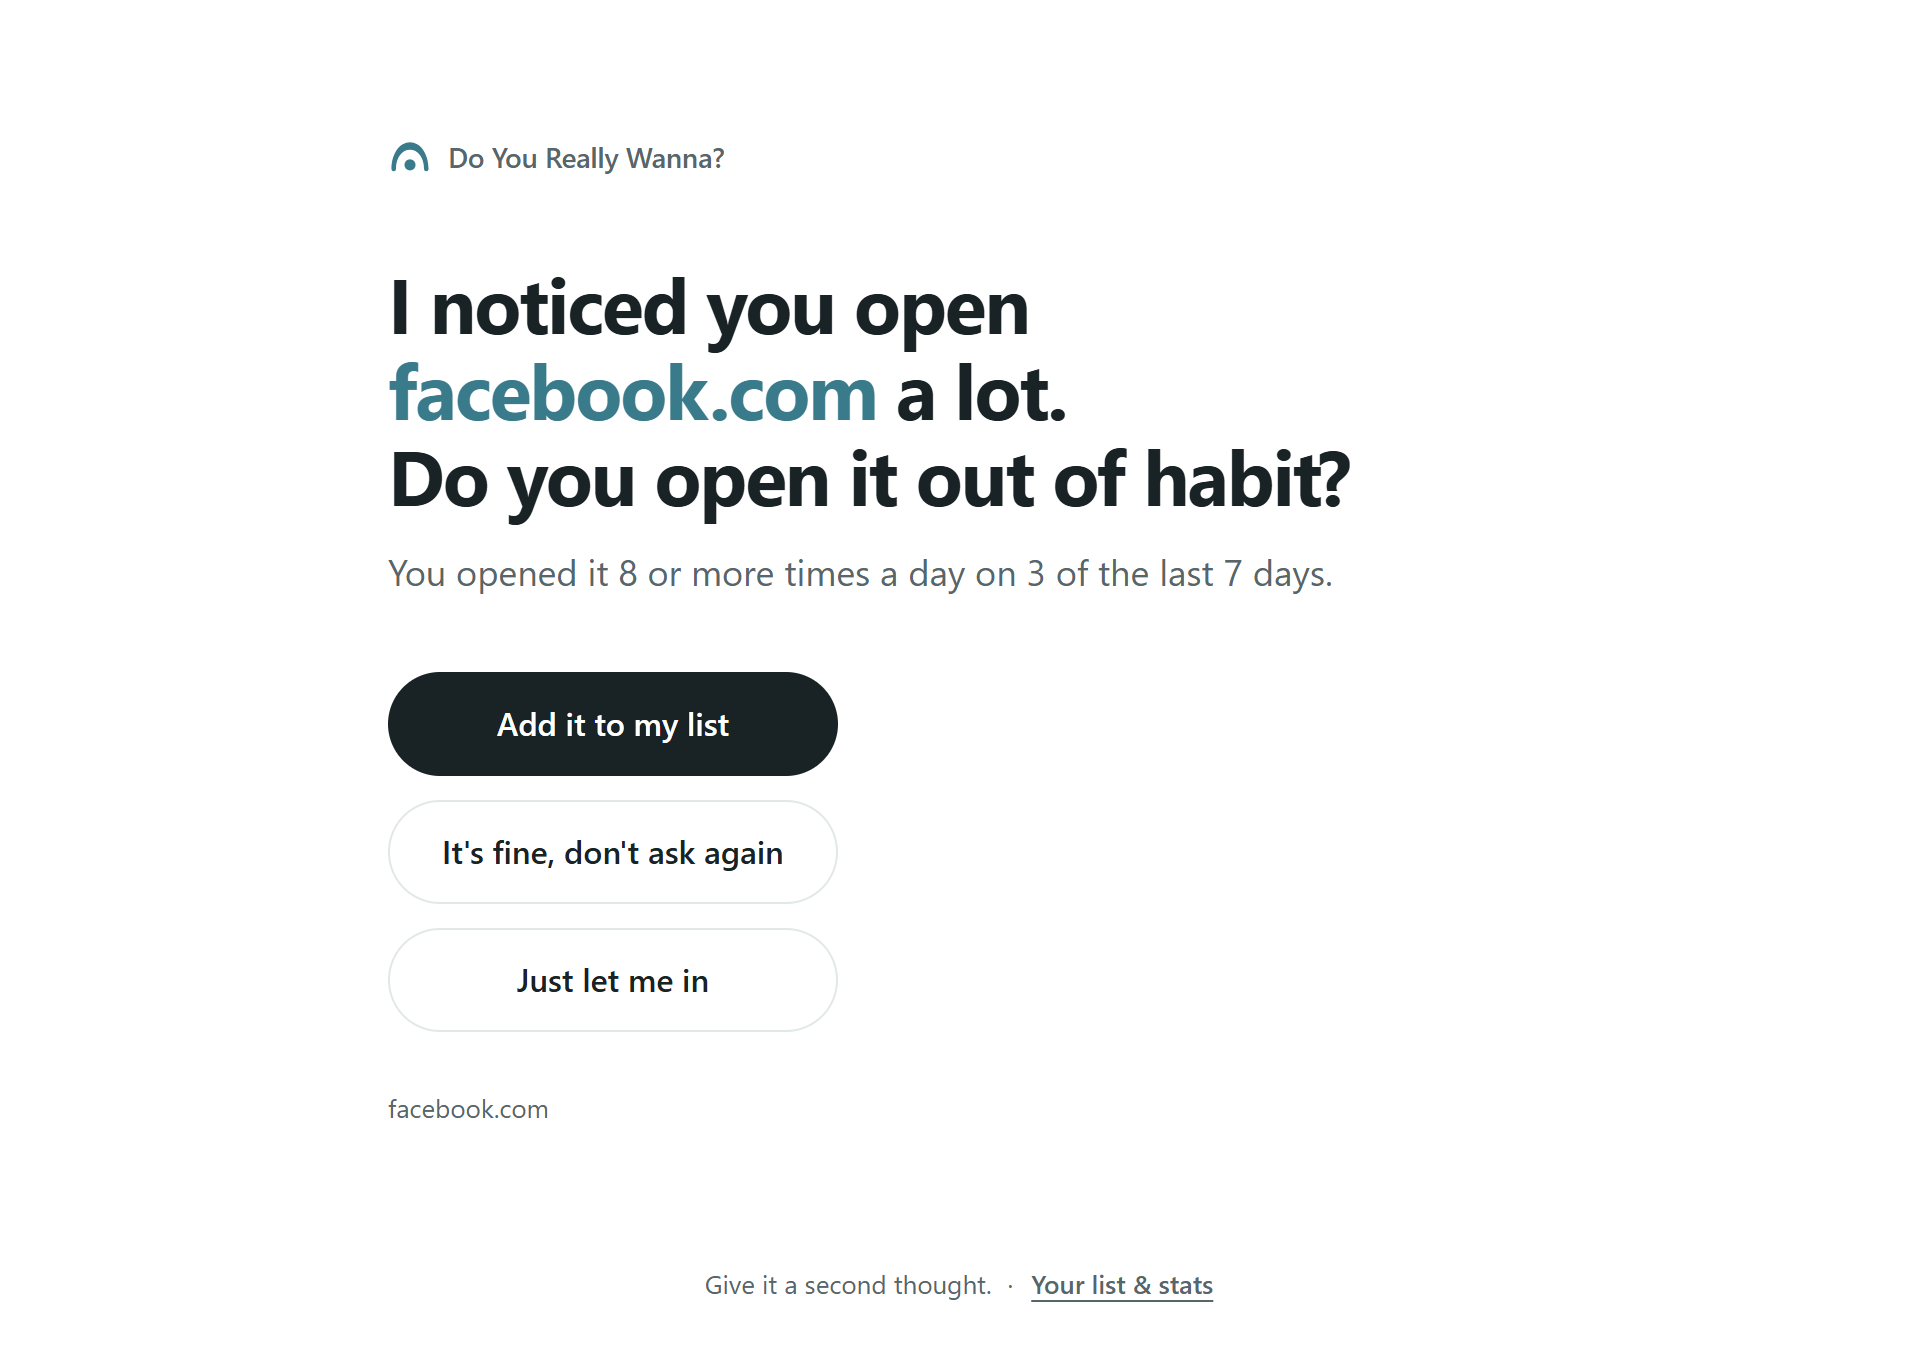 Do You Really Wanna?
I noticed you open
facebook.com a lot.
Do you open it out of habit?
You opened it 8 or more times a day on 3 of the last 7 days.
Add it to my list
It's fine, don't ask again
Just let me in
facebook.com
Give it a second thought. · Your list & stats